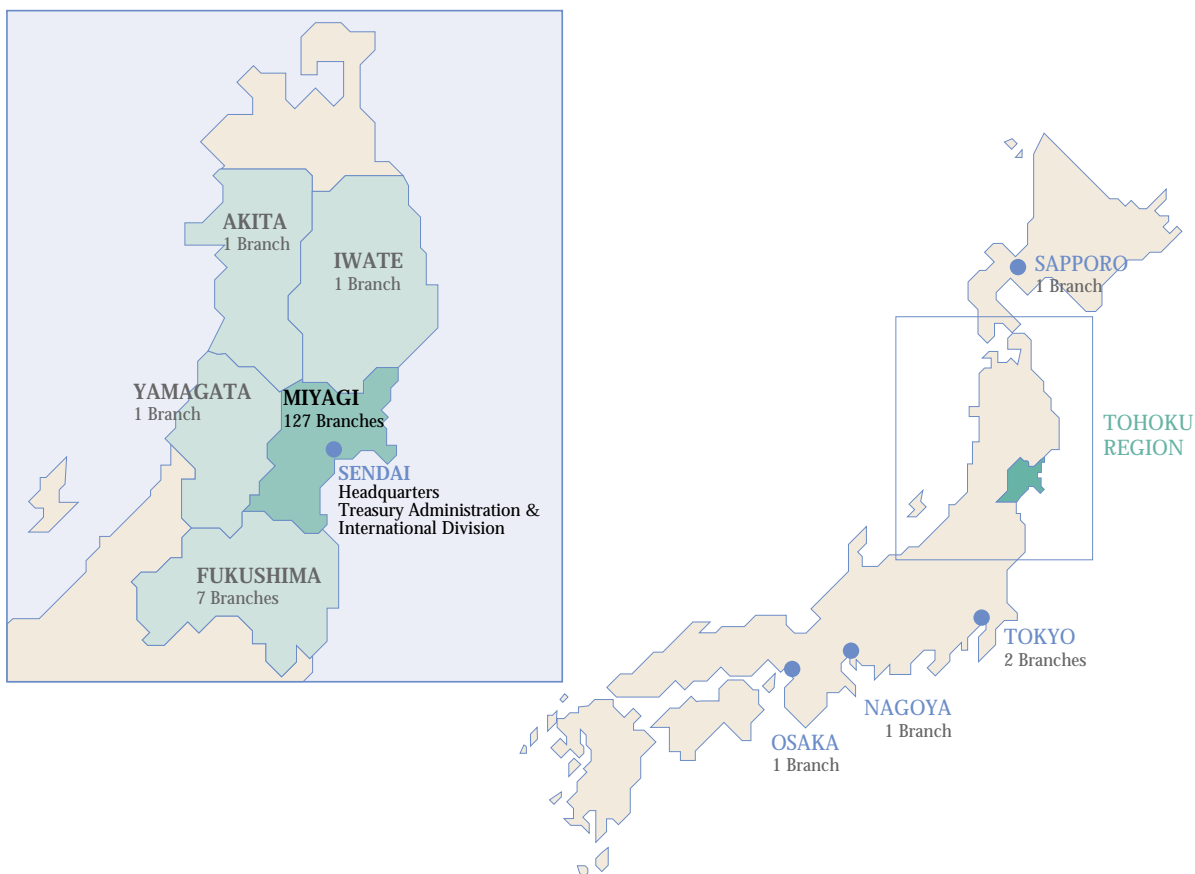 AKITA
1 Branch
IWATE
1 Branch
YAMAGATA
1 Branch
MIYAGI
127 Branches
SENDAI
Headquarters
Treasury Administration &
International Division
FUKUSHIMA
7 Branches
SAPPORO
1 Branch
TOHOKU
REGION
TOKYO
2 Branches
NAGOYA
1 Branch
OSAKA
1 Branch